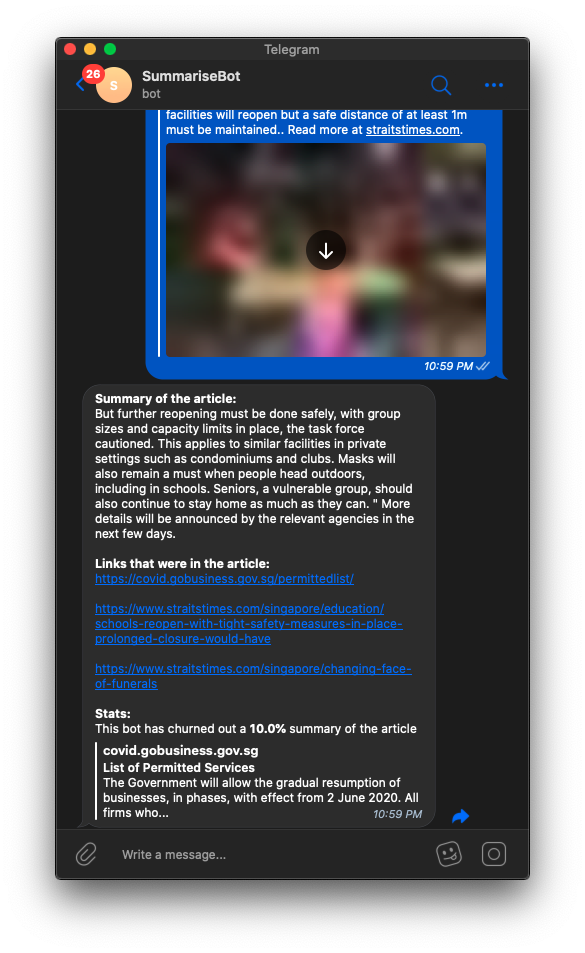 Telegram
26
S
SummariseBot
bot
facilities will reopen but a safe distance of at least 1m
must be maintained.. Read more at straitstimes.com.
10:59 PM
Summary of the article:
But further reopening must be done safely, with group
sizes and capacity limits in place, the task force
cautioned. This applies to similar facilities in private
settings such as condominiums and clubs. Masks will
also remain a must when people head outdoors,
including in schools. Seniors, a vulnerable group, should
also continue to stay home as much as they can. " More
details will be announced by the relevant agencies in the
next few days.
Links that were in the article:
https://covid.gobusiness.gov.sg/permittedlist/
https://www.straitstimes.com/singapore/education/
schools-reopen-with-tight-safety-measures-in-place-
prolonged-closure-would-have
https://www.straitstimes.com/singapore/changing-face-
of-funerals
Stats:
This bot has churned out a 10.0% summary of the article
covid.gobusiness.gov.sg
List of Permitted Services
The Government will allow the gradual resumption of
businesses, in phases, with effect from 2 June 2020. All
firms who...
10:59 PM
Write a message...